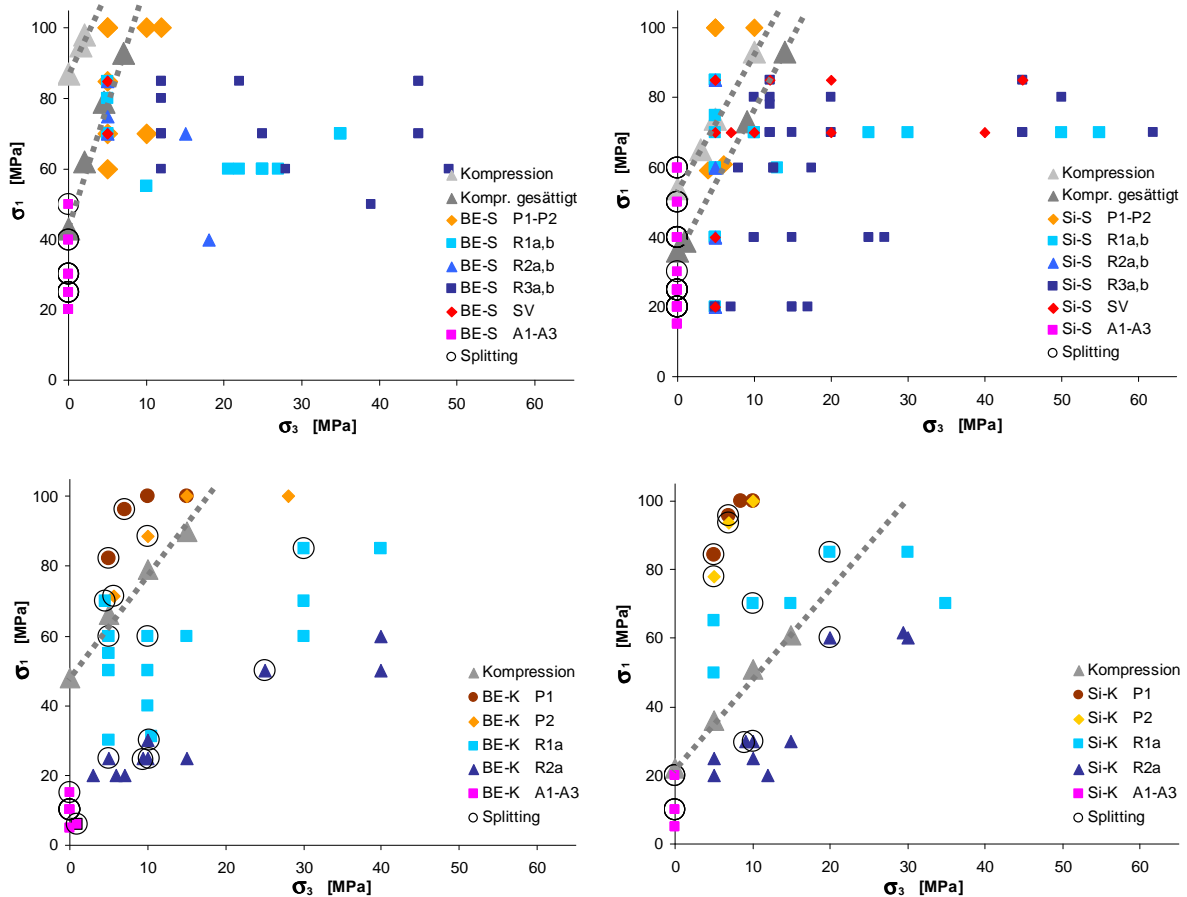 σ1 [MPa]
100
80
60
40
20
0
0 10 20 30 40 50 60
σ3 [MPa]
Kompression
Kompr. gesättigt
BE-S P1-P2
BE-S R1a,b
BE-S R2a,b
BE-S R3a,b
BE-S SV
BE-S A1-A3
Splitting
σ1 [MPa]
100
80
60
40
20
0
0 10 20 30 40 50 60
σ3 [MPa]
Kompression
Kompr. gesättigt
Si-S P1-P2
Si-S R1a,b
Si-S R2a,b
Si-S R3a,b
Si-S SV
Si-S A1-A3
Splitting
σ1 [MPa]
100
80
60
40
20
0
0 10 20 30 40 50 60
σ3 [MPa]
Kompression
BE-K P1
BE-K P2
BE-K R1a
BE-K R2a
BE-K A1-A3
Splitting
σ1 [MPa]
100
80
60
40
20
0
0 10 20 30 40 50 60
σ3 [MPa]
Kompression
Si-K P1
Si-K P2
Si-K R1a
Si-K R2a
Si-K A1-A3
Splitting